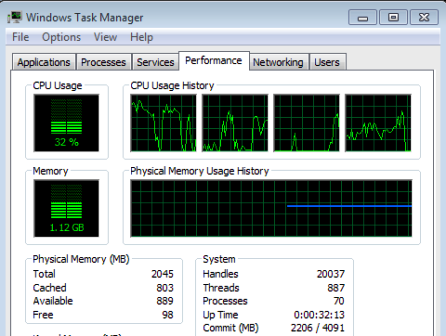 Windows Task Manager
File Options View Help
Applications Processes Services Performance Networking Users
CPU Usage CPU Usage History
32 %
Memory Physical Memory Usage History
1.12 GB
Physical Memory (MB) System
Total 2045 Handles 20037
Cached 803 Threads 887
Available 889 Processes 70
Free 98 Up Time 0:00:32:13
Commit (MB) 2206 / 4091